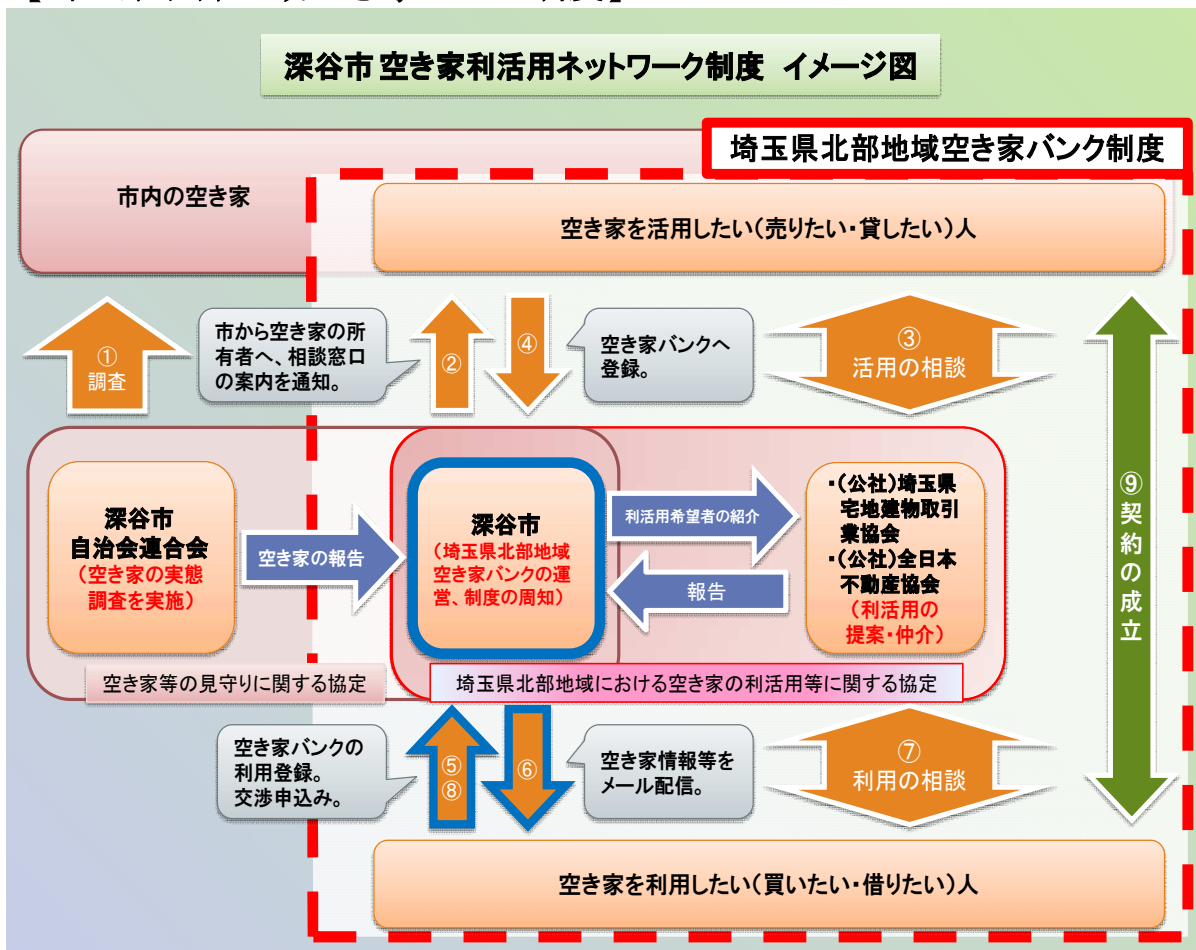 深谷市 空き家利活用ネットワーク制度 イメージ図
埼玉県北部地域空き家バンク制度
市内の空き家
空き家を活用したい(売りたい・貸したい)人
①
調査
市から空き家の所
有者へ、相談窓口
の案内を通知。
②
④
空き家バンクへ
登録。
③
活用の相談
⑨契約の成立
深谷市
自治会連合会
(空き家の実態
調査を実施)
空き家の報告
深谷市
(埼玉県北部地域
空き家バンクの運
営、制度の周知)
利活用希望者の紹介
報告
・(公社)埼玉県
宅地建物取引
業協会
・(公社)全日本
不動産協会
(利活用の
提案・仲介)
空き家等の見守りに関する協定
埼玉県北部地域における空き家の利活用等に関する協定
空き家バンクの
利用登録。
交渉申込み。
⑤
⑧
⑥
空き家情報等を
メール配信。
⑦
利用の相談
空き家を利用したい(買いたい・借りたい)人